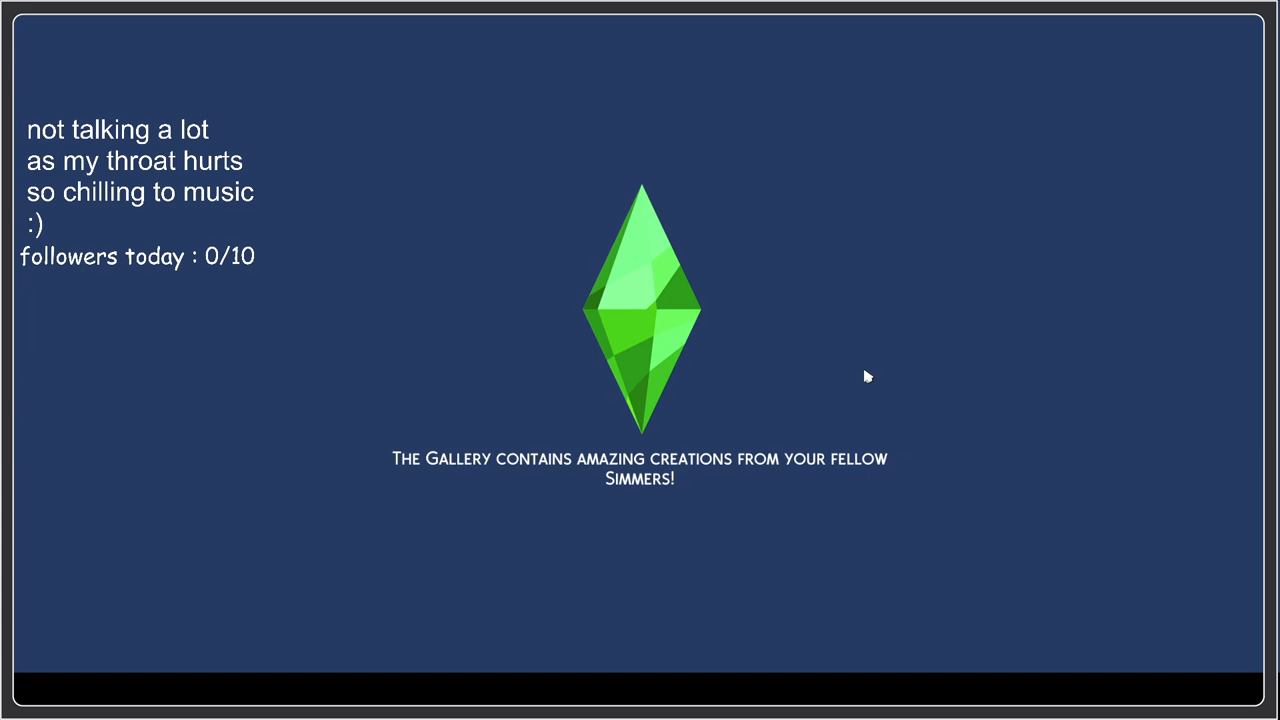 not talking a lot
as my throat hurts
so chilling to music
:)
followers today : 0/10
The Gallery contains amazing creations from your fellow
Simmers!